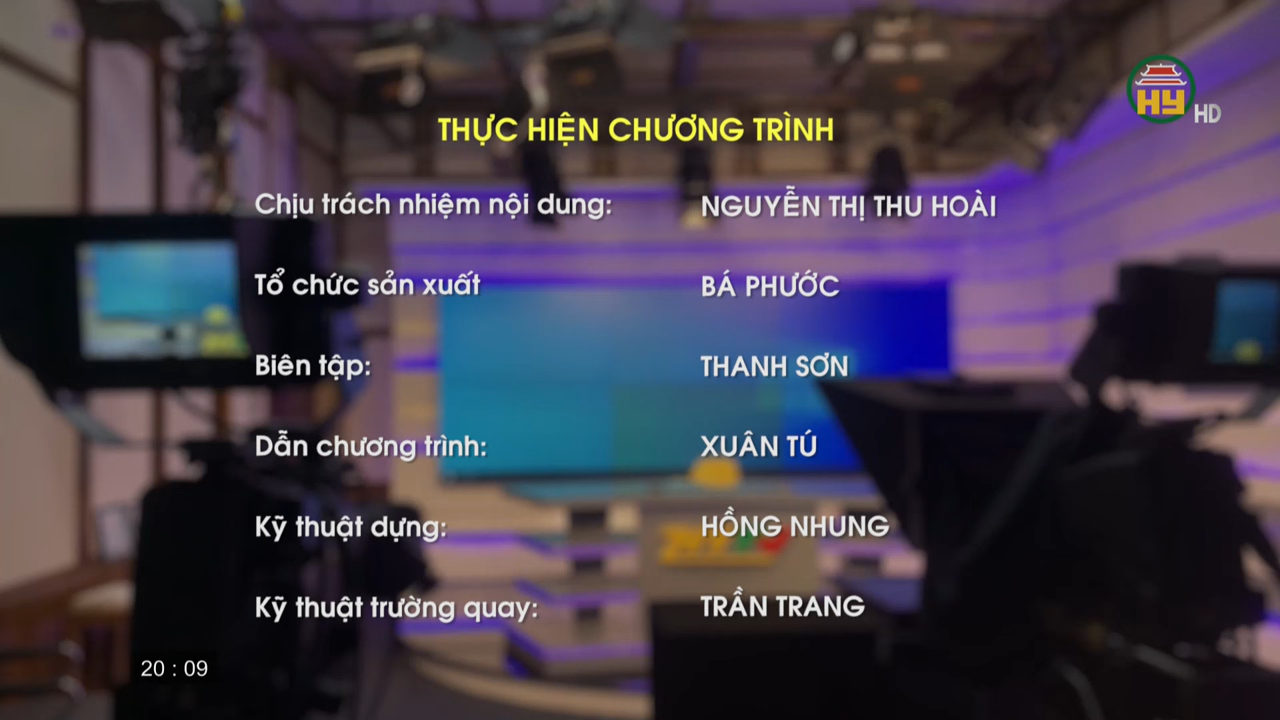 HY HD
THỰC HIỆN CHƯƠNG TRÌNH
Chịu trách nhiệm nội dung: NGUYỄN THỊ THU HOÀI
Tổ chức sản xuất BÁ PHƯỚC
Biên tập: THANH SƠN
Dẫn chương trình: XUÂN TÚ
Kỹ thuật dựng: HỒNG NHUNG
Kỹ thuật trường quay: TRẦN TRANG
20 : 09